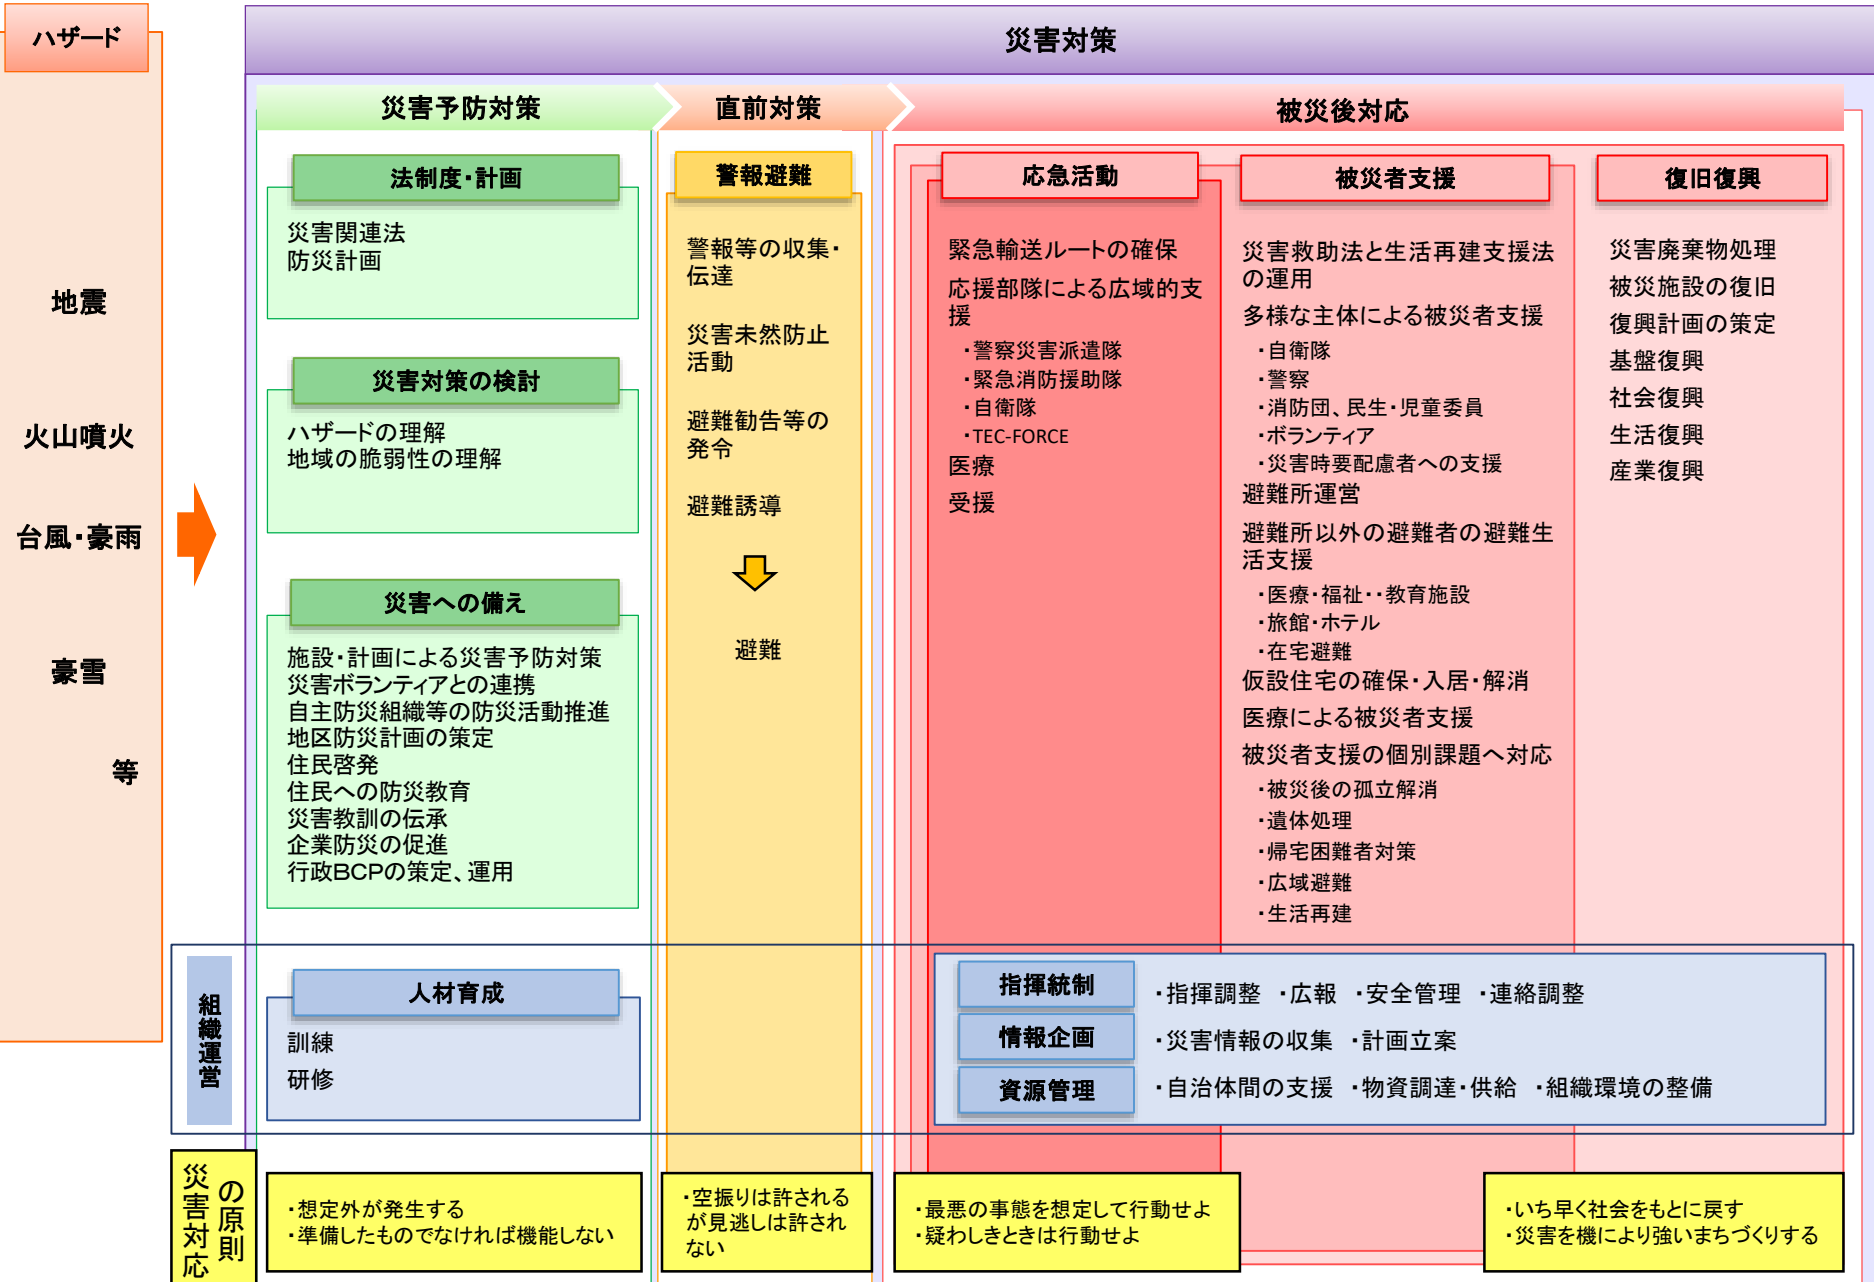 ハザード
地震
火山噴火
台風・豪雨
豪雪
等
災害対策
災害予防対策
直前対策
被災後対応
法制度・計画
災害関連法
防災計画
災害対策の検討
ハザードの理解
地域の脆弱性の理解
災害への備え
施設・計画による災害予防対策
災害ボランティアとの連携
自主防災組織等の防災活動推進
地区防災計画の策定
住民啓発
住民への防災教育
災害教訓の伝承
企業防災の促進
行政BCPの策定、運用
警報避難
警報等の収集・
伝達
災害未然防止
活動
避難勧告等の
発令
避難誘導
避難
応急活動
緊急輸送ルートの確保
応援部隊による広域的支
援
・警察災害派遣隊
・緊急消防援助隊
・自衛隊
・TEC-FORCE
医療
受援
被災者支援
災害救助法と生活再建支援法
の運用
多様な主体による被災者支援
・自衛隊
・警察
・消防団、民生・児童委員
・ボランティア
・災害時要配慮者への支援
避難所運営
避難所以外の避難者の避難生
活支援
・医療・福祉・・教育施設
・旅館・ホテル
・在宅避難
仮設住宅の確保・入居・解消
医療による被災者支援
被災者支援の個別課題へ対応
・被災後の孤立解消
・遺体処理
・帰宅困難者対策
・広域避難
・生活再建
復旧復興
災害廃棄物処理
被災施設の復旧
復興計画の策定
基盤復興
社会復興
生活復興
産業復興
組織運営
人材育成
訓練
研修
指揮統制
・指揮調整 ・広報 ・安全管理 ・連絡調整
情報企画
・災害情報の収集 ・計画立案
資源管理
・自治体間の支援 ・物資調達・供給 ・組織環境の整備
災害対応
の原則
・想定外が発生する
・準備したものでなければ機能しない
・空振りは許される
が見逃しは許され
ない
・最悪の事態を想定して行動せよ
・疑わしきときは行動せよ
・いち早く社会をもとに戻す
・災害を機により強いまちづくりする